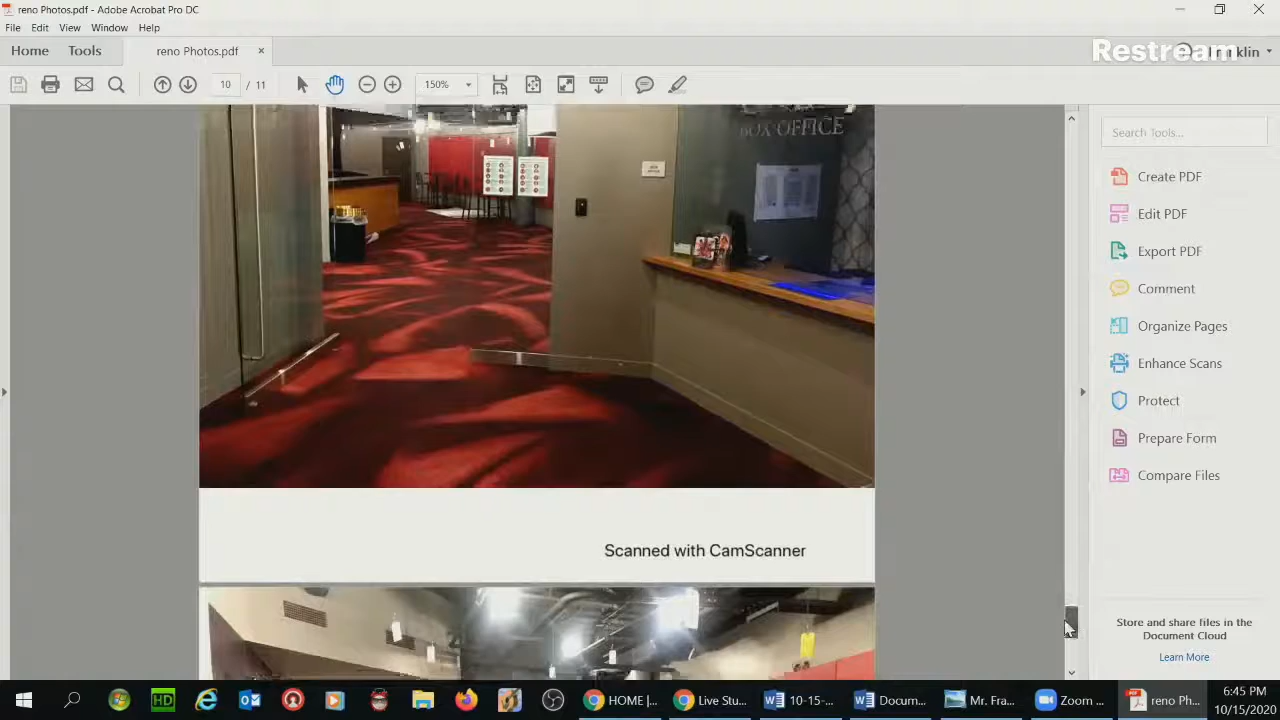 reno Photos.pdf - Adobe Acrobat Pro DC
File Edit View Window Help
Home Tools reno Photos.pdf
Restream
10 / 11 150%
BOX OFFICE
Search Tools...
Create PDF
Edit PDF
Export PDF
Comment
Organize Pages
Enhance Scans
Protect
Prepare Form
Compare Files
Scanned with CamScanner
Store and share files in the
Document Cloud
Learn More
HD HOME |... Live Stu... 10-15-... Docum... Mr. Fra... Zoom ... reno Ph...
6:45 PM
10/15/2020